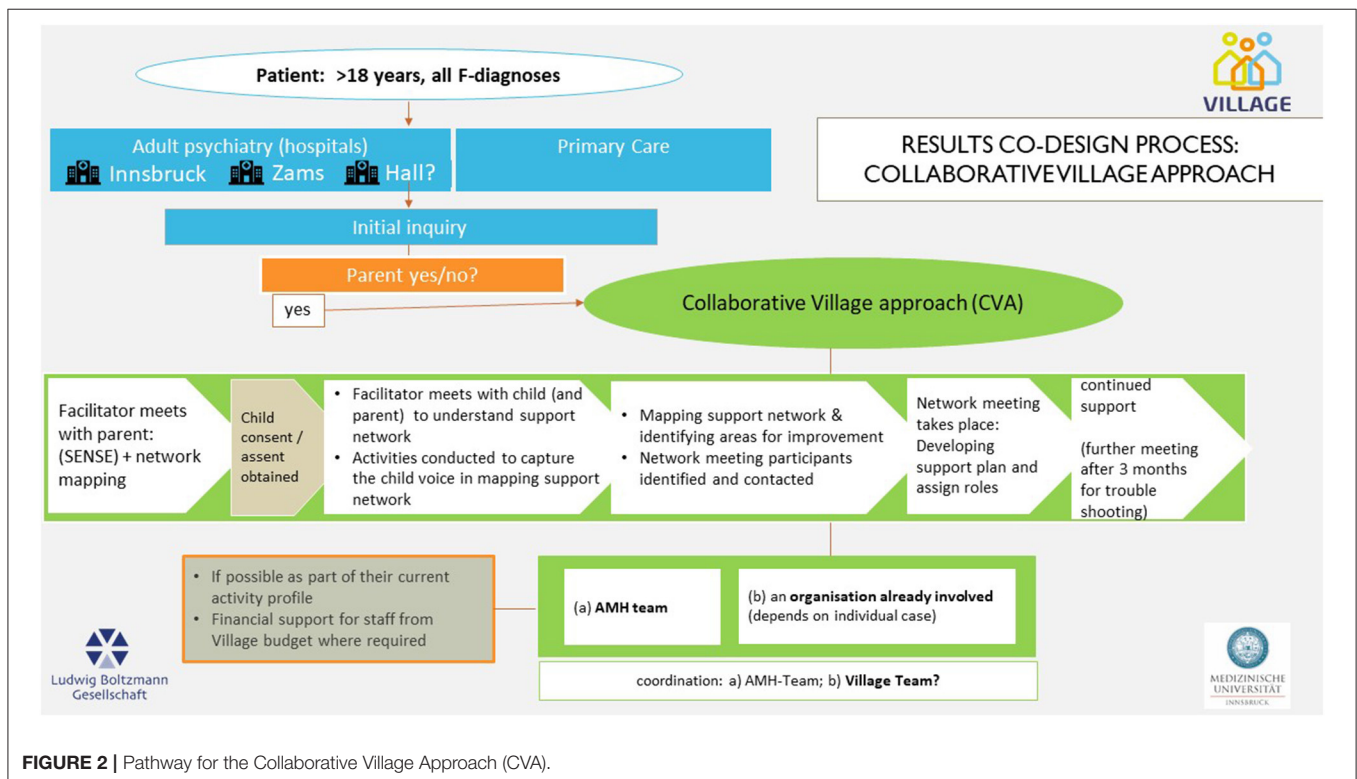 Patient: >18 years, all F-diagnoses
VILLAGE
Adult psychiatry (hospitals)
Innsbruck Zams Hall?
Primary Care
RESULTS CO-DESIGN PROCESS:
COLLABORATIVE VILLAGE APPROACH
Initial inquiry
Parent yes/no?
yes
Collaborative Village approach (CVA)
Facilitator meets
with parent:
(SENSE) + network
mapping
Child
consent /
assent
obtained
• Facilitator meets with child (and
parent) to understand support
network
• Activities conducted to capture
the child voice in mapping support
network
• Mapping support network &
identifying areas for improvement
• Network meeting participants
identified and contacted
Network meeting
takes place:
Developing
support plan and
assign roles
continued
support
(further meeting
after 3 months
for trouble
shooting)
• If possible as part of their current
activity profile
• Financial support for staff from
Village budget where required
(a) AMH team
(b) an organisation already involved
(depends on individual case)
coordination: a) AMH-Team; b) Village Team?
Ludwig Boltzmann
Gesellschaft
MEDIZINISCHE
UNIVERSITÄT
INNSBRUCK
FIGURE 2 | Pathway for the Collaborative Village Approach (CVA).